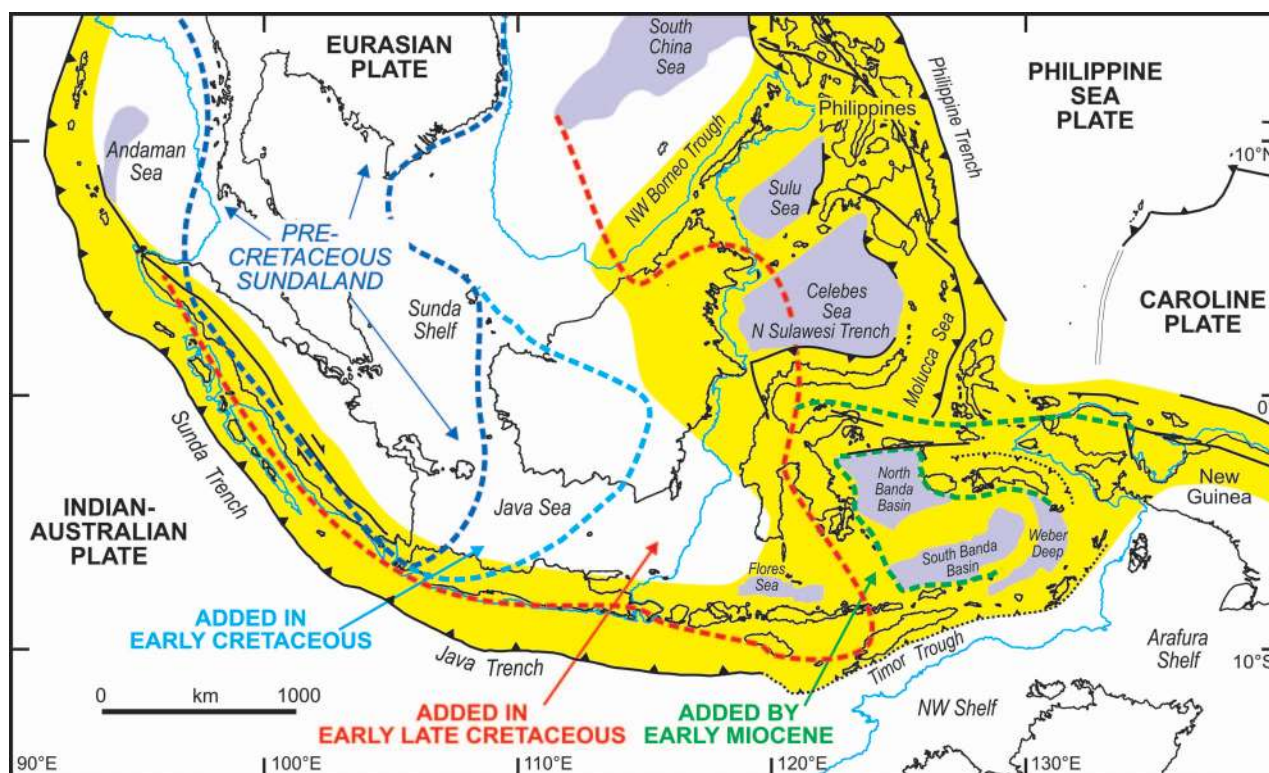 South
China
Sea
EURASIAN
PLATE
PHILIPPINE
SEA
PLATE
Philippine Trench
Philippines
Andaman
Sea
NW Borneo Trough
10°N
Sulu
Sea
PRE-
CRETACEOUS
SUNDALAND
Sunda
Shelf
Celebes
Sea
N Sulawesi Trench
CAROLINE
PLATE
Molucca Sea
0
Sunda Trench
INDIAN-
AUSTRALIAN
PLATE
Java Sea
North
Banda
Basin
New
Guinea
South Banda
Basin
Weber
Deep
Flores
Sea
ADDED IN
EARLY CRETACEOUS
Java Trench
Timor Trough
Arafura
Shelf
10°S
0 km 1000
ADDED IN
EARLY LATE CRETACEOUS
ADDED BY
EARLY MIOCENE
NW Shelf
90°E 100°E 110°E 120°E 130°E